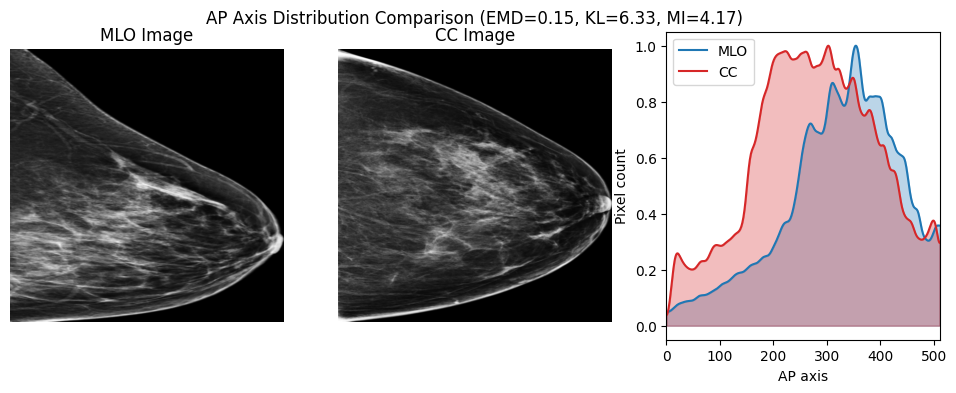 AP Axis Distribution Comparison (EMD=0.15, KL=6.33, MI=4.17)
MLO Image
CC Image
MLO
CC
Pixel count
1.0
0.8
0.6
0.4
0.2
0.0
0 100 200 300 400 500
AP axis